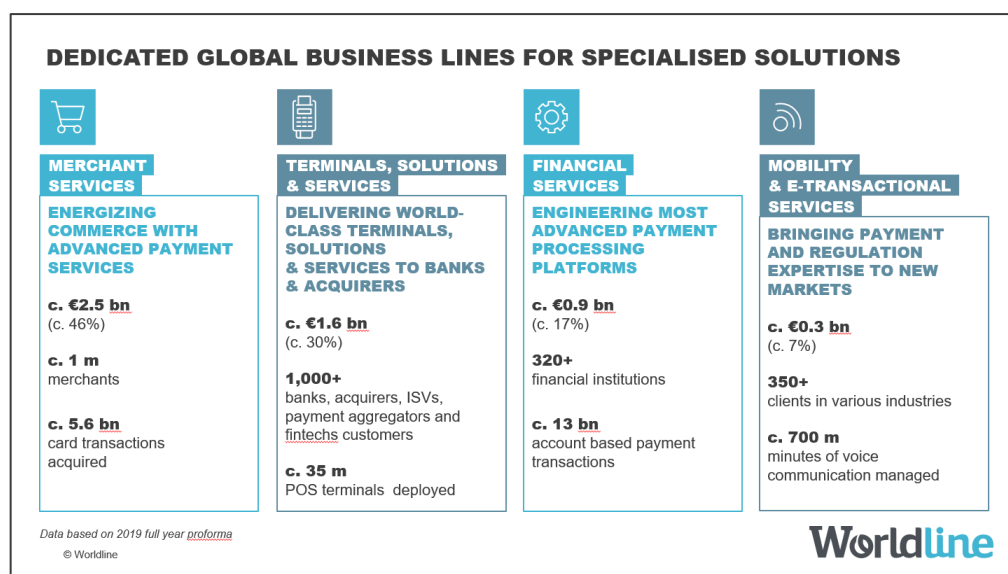 DEDICATED GLOBAL BUSINESS LINES FOR SPECIALISED SOLUTIONS
MERCHANT
SERVICES
ENERGIZING
COMMERCE WITH
ADVANCED PAYMENT
SERVICES
c. €2.5 bn
(c. 46%)
c. 1 m
merchants
c. 5.6 bn
card transactions
acquired
TERMINALS, SOLUTIONS
& SERVICES
DELIVERING WORLD-
CLASS TERMINALS,
SOLUTIONS
& SERVICES TO BANKS
& ACQUIRERS
c. €1.6 bn
(c. 30%)
1,000+
banks, acquirers, ISVs,
payment aggregators and
fintechs customers
c. 35 m
POS terminals deployed
FINANCIAL
SERVICES
ENGINEERING MOST
ADVANCED PAYMENT
PROCESSING
PLATFORMS
c. €0.9 bn
(c. 17%)
320+
financial institutions
c. 13 bn
account based payment
transactions
MOBILITY
& E-TRANSACTIONAL
SERVICES
BRINGING PAYMENT
AND REGULATION
EXPERTISE TO NEW
MARKETS
c. €0.3 bn
(c. 7%)
350+
clients in various industries
c. 700 m
minutes of voice
communication managed
Data based on 2019 full year proforma
© Worldline
Worldline